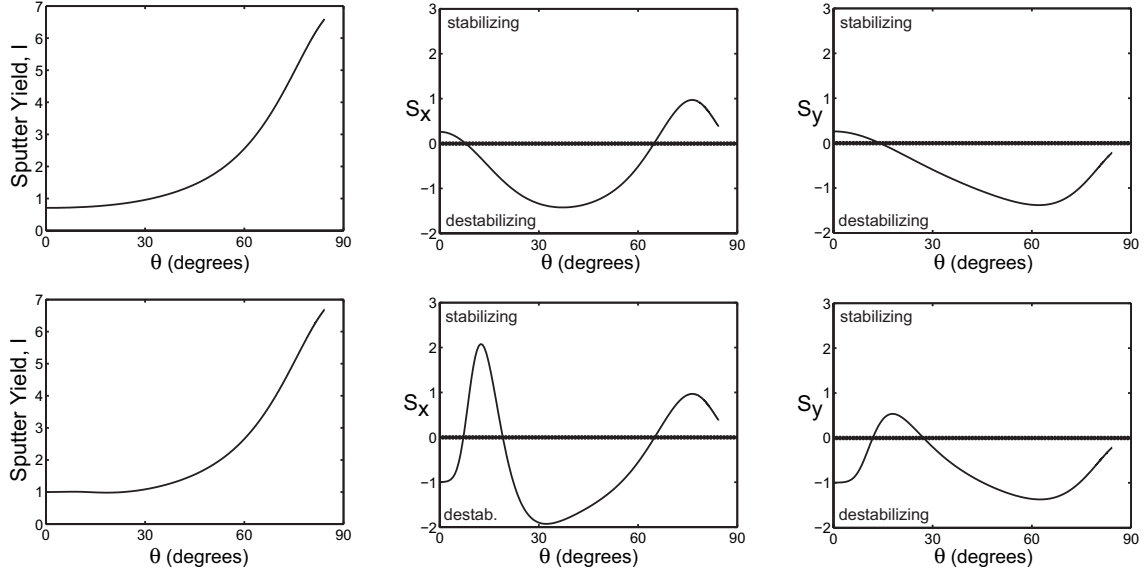 7
6
5
4
3
2
1
0
0 30 60 90
Sputter Yield, I
θ (degrees)
3
2
1
0
−1
−2
0 30 60 90
Sx
stabilizing
destabilizing
θ (degrees)
3
2
1
0
−1
−2
0 30 60 90
Sy
stabilizing
destabilizing
θ (degrees)
7
6
5
4
3
2
1
0
0 30 60 90
Sputter Yield, I
θ (degrees)
3
2
1
0
−1
−2
0 30 60 90
Sx
stabilizing
destab.
θ (degrees)
3
2
1
0
−1
−2
0 30 60 90
Sy
stabilizing
destabilizing
θ (degrees)